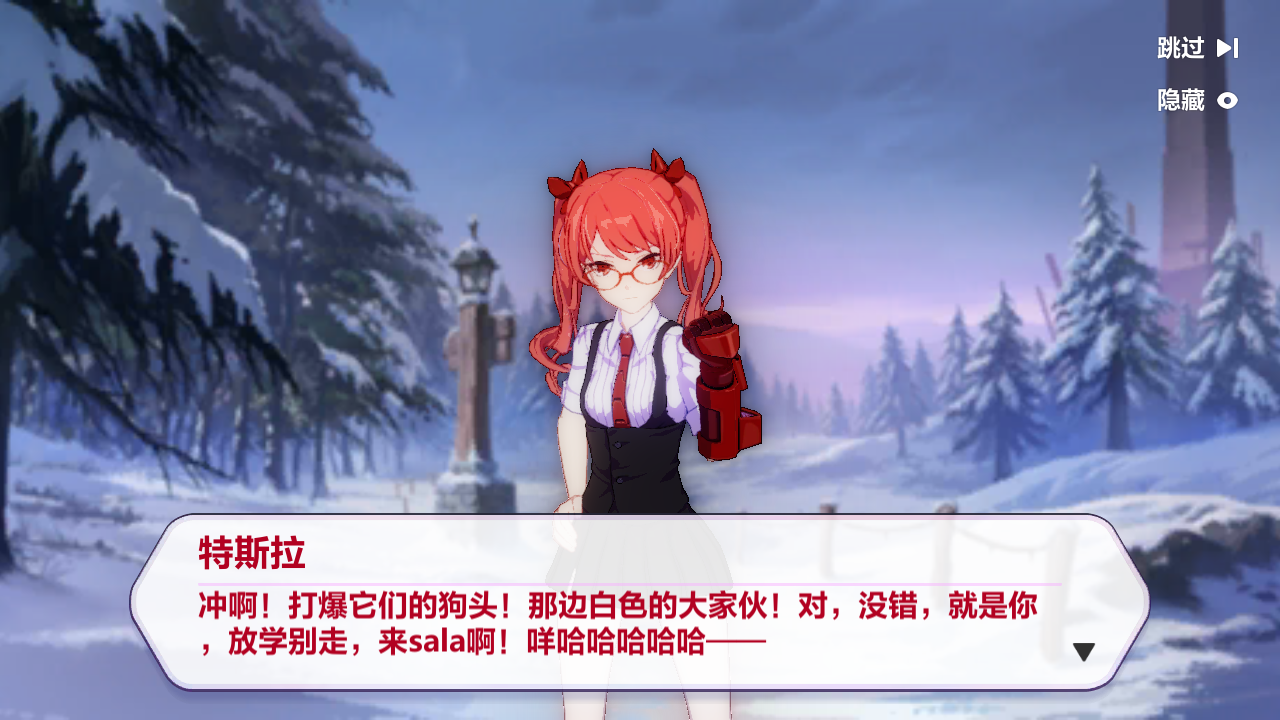 跳过
隐藏
特斯拉
冲啊！打爆它们的狗头！那边白色的大家伙！对，没错，就是你
，放学别走，来sala啊！咩哈哈哈哈哈——